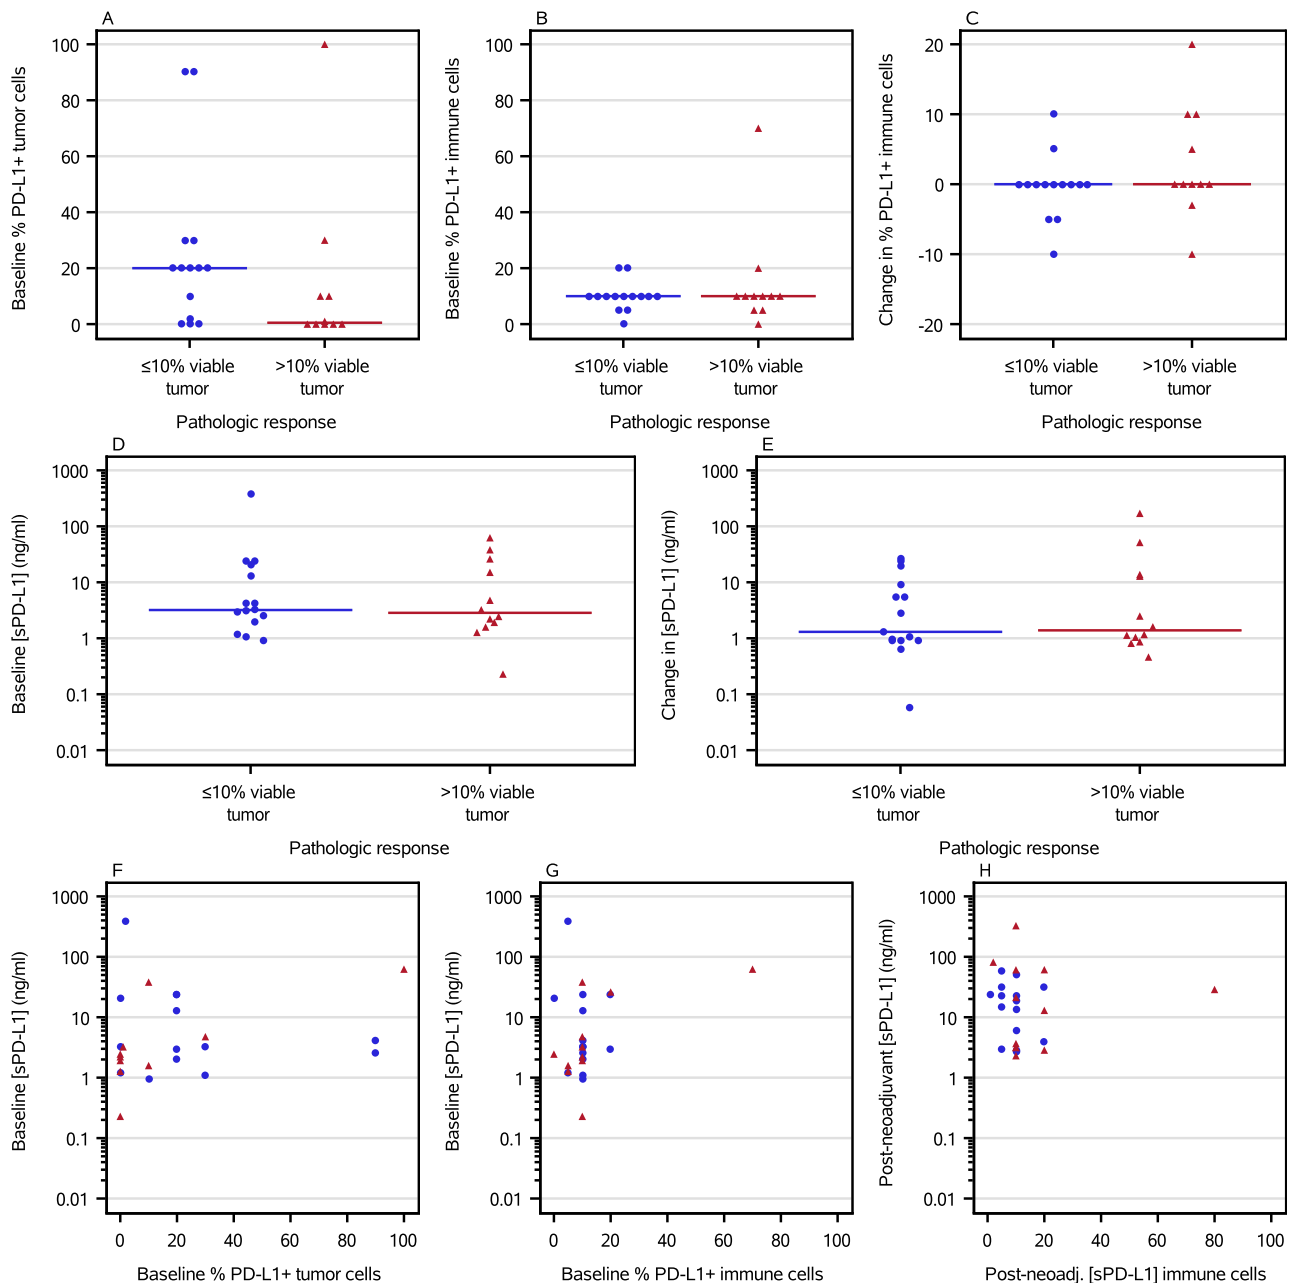 A
Baseline % PD-L1+ tumor cells
100
80
60
40
20
0
≤10% viable tumor
>10% viable tumor
Pathologic response
B
Baseline % PD-L1+ immune cells
100
80
60
40
20
0
≤10% viable tumor
>10% viable tumor
Pathologic response
C
Change in % PD-L1+ immune cells
20
10
0
-10
-20
≤10% viable tumor
>10% viable tumor
Pathologic response
D
Baseline [sPD-L1] (ng/ml)
1000
100
10
1
0.1
0.01
≤10% viable tumor
>10% viable tumor
Pathologic response
E
Change in [sPD-L1] (ng/ml)
1000
100
10
1
0.1
0.01
≤10% viable tumor
>10% viable tumor
Pathologic response
F
Baseline [sPD-L1] (ng/ml)
1000
100
10
1
0.1
0.01
0 20 40 60 80 100
Baseline % PD-L1+ tumor cells
G
Baseline [sPD-L1] (ng/ml)
1000
100
10
1
0.1
0.01
0 20 40 60 80 100
Baseline % PD-L1+ immune cells
H
Post-neoadjuvant [sPD-L1] (ng/ml)
1000
100
10
1
0.1
0.01
0 20 40 60 80 100
Post-neoadj. [sPD-L1] immune cells